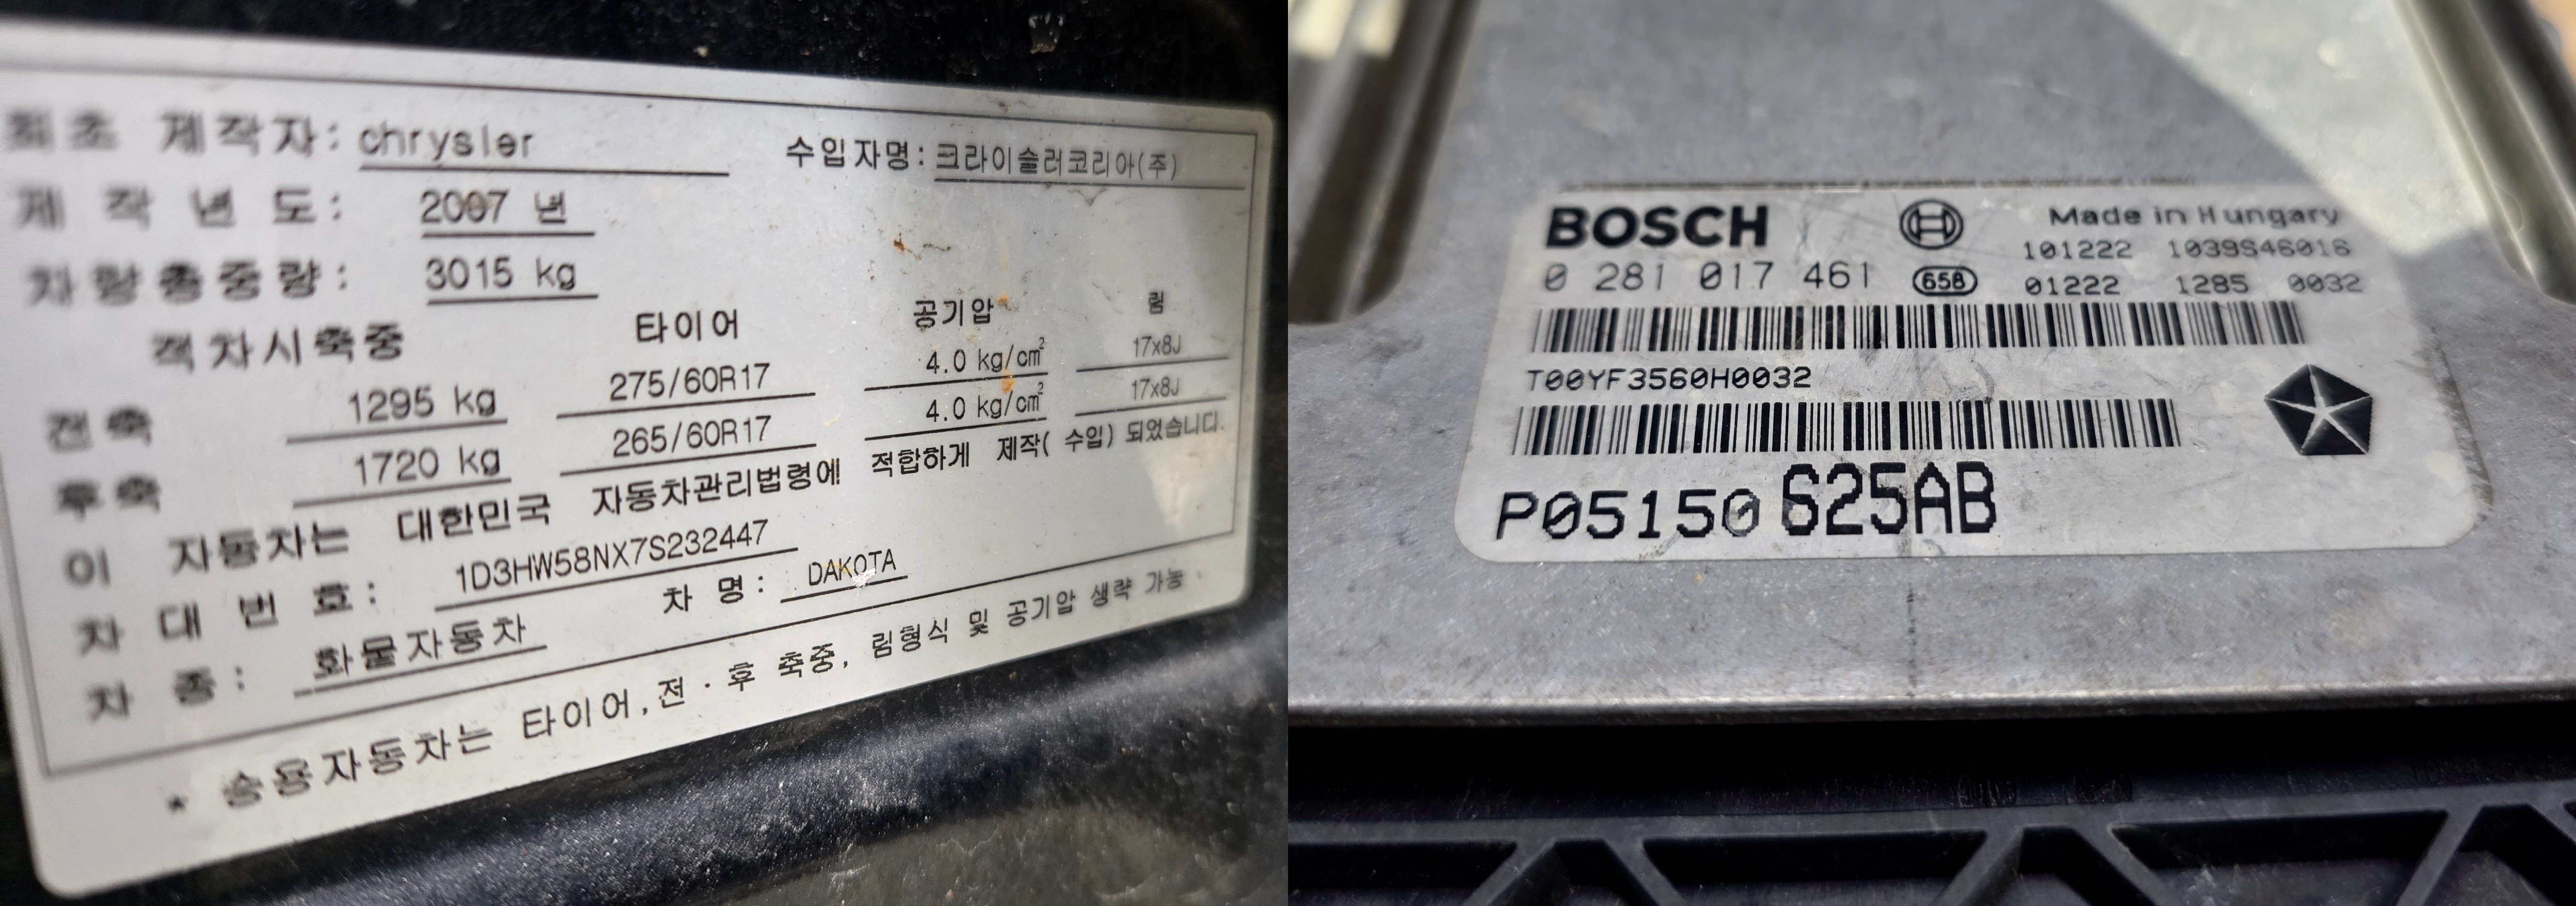 최초 제작자: chrysler 수입자명: 크라이슬러코리아(주)
제 작 년 도: 2007 년
차량총중량: 3015 kg
적차시축중 타이어 공기압 림
전축 1295 kg 275/60R17 4.0 kg/cm² 17x8J
후축 1720 kg 265/60R17 4.0 kg/cm² 17x8J
이 자동차는 대한민국 자동차관리법령에 적합하게 제작( 수입) 되었습니다.
차 대 번 호: 1D3HW58NX7S232447
차 종: 화물자동차 차 명: DAKOTA
* 승용자동차는 타이어,전·후 축중, 림형식 및 공기압 생략 가능
BOSCH Made in Hungary
101222 1039S46016
0 281 017 461 658 01222 1285 0032
T00YF3560H0032
P05150625AB